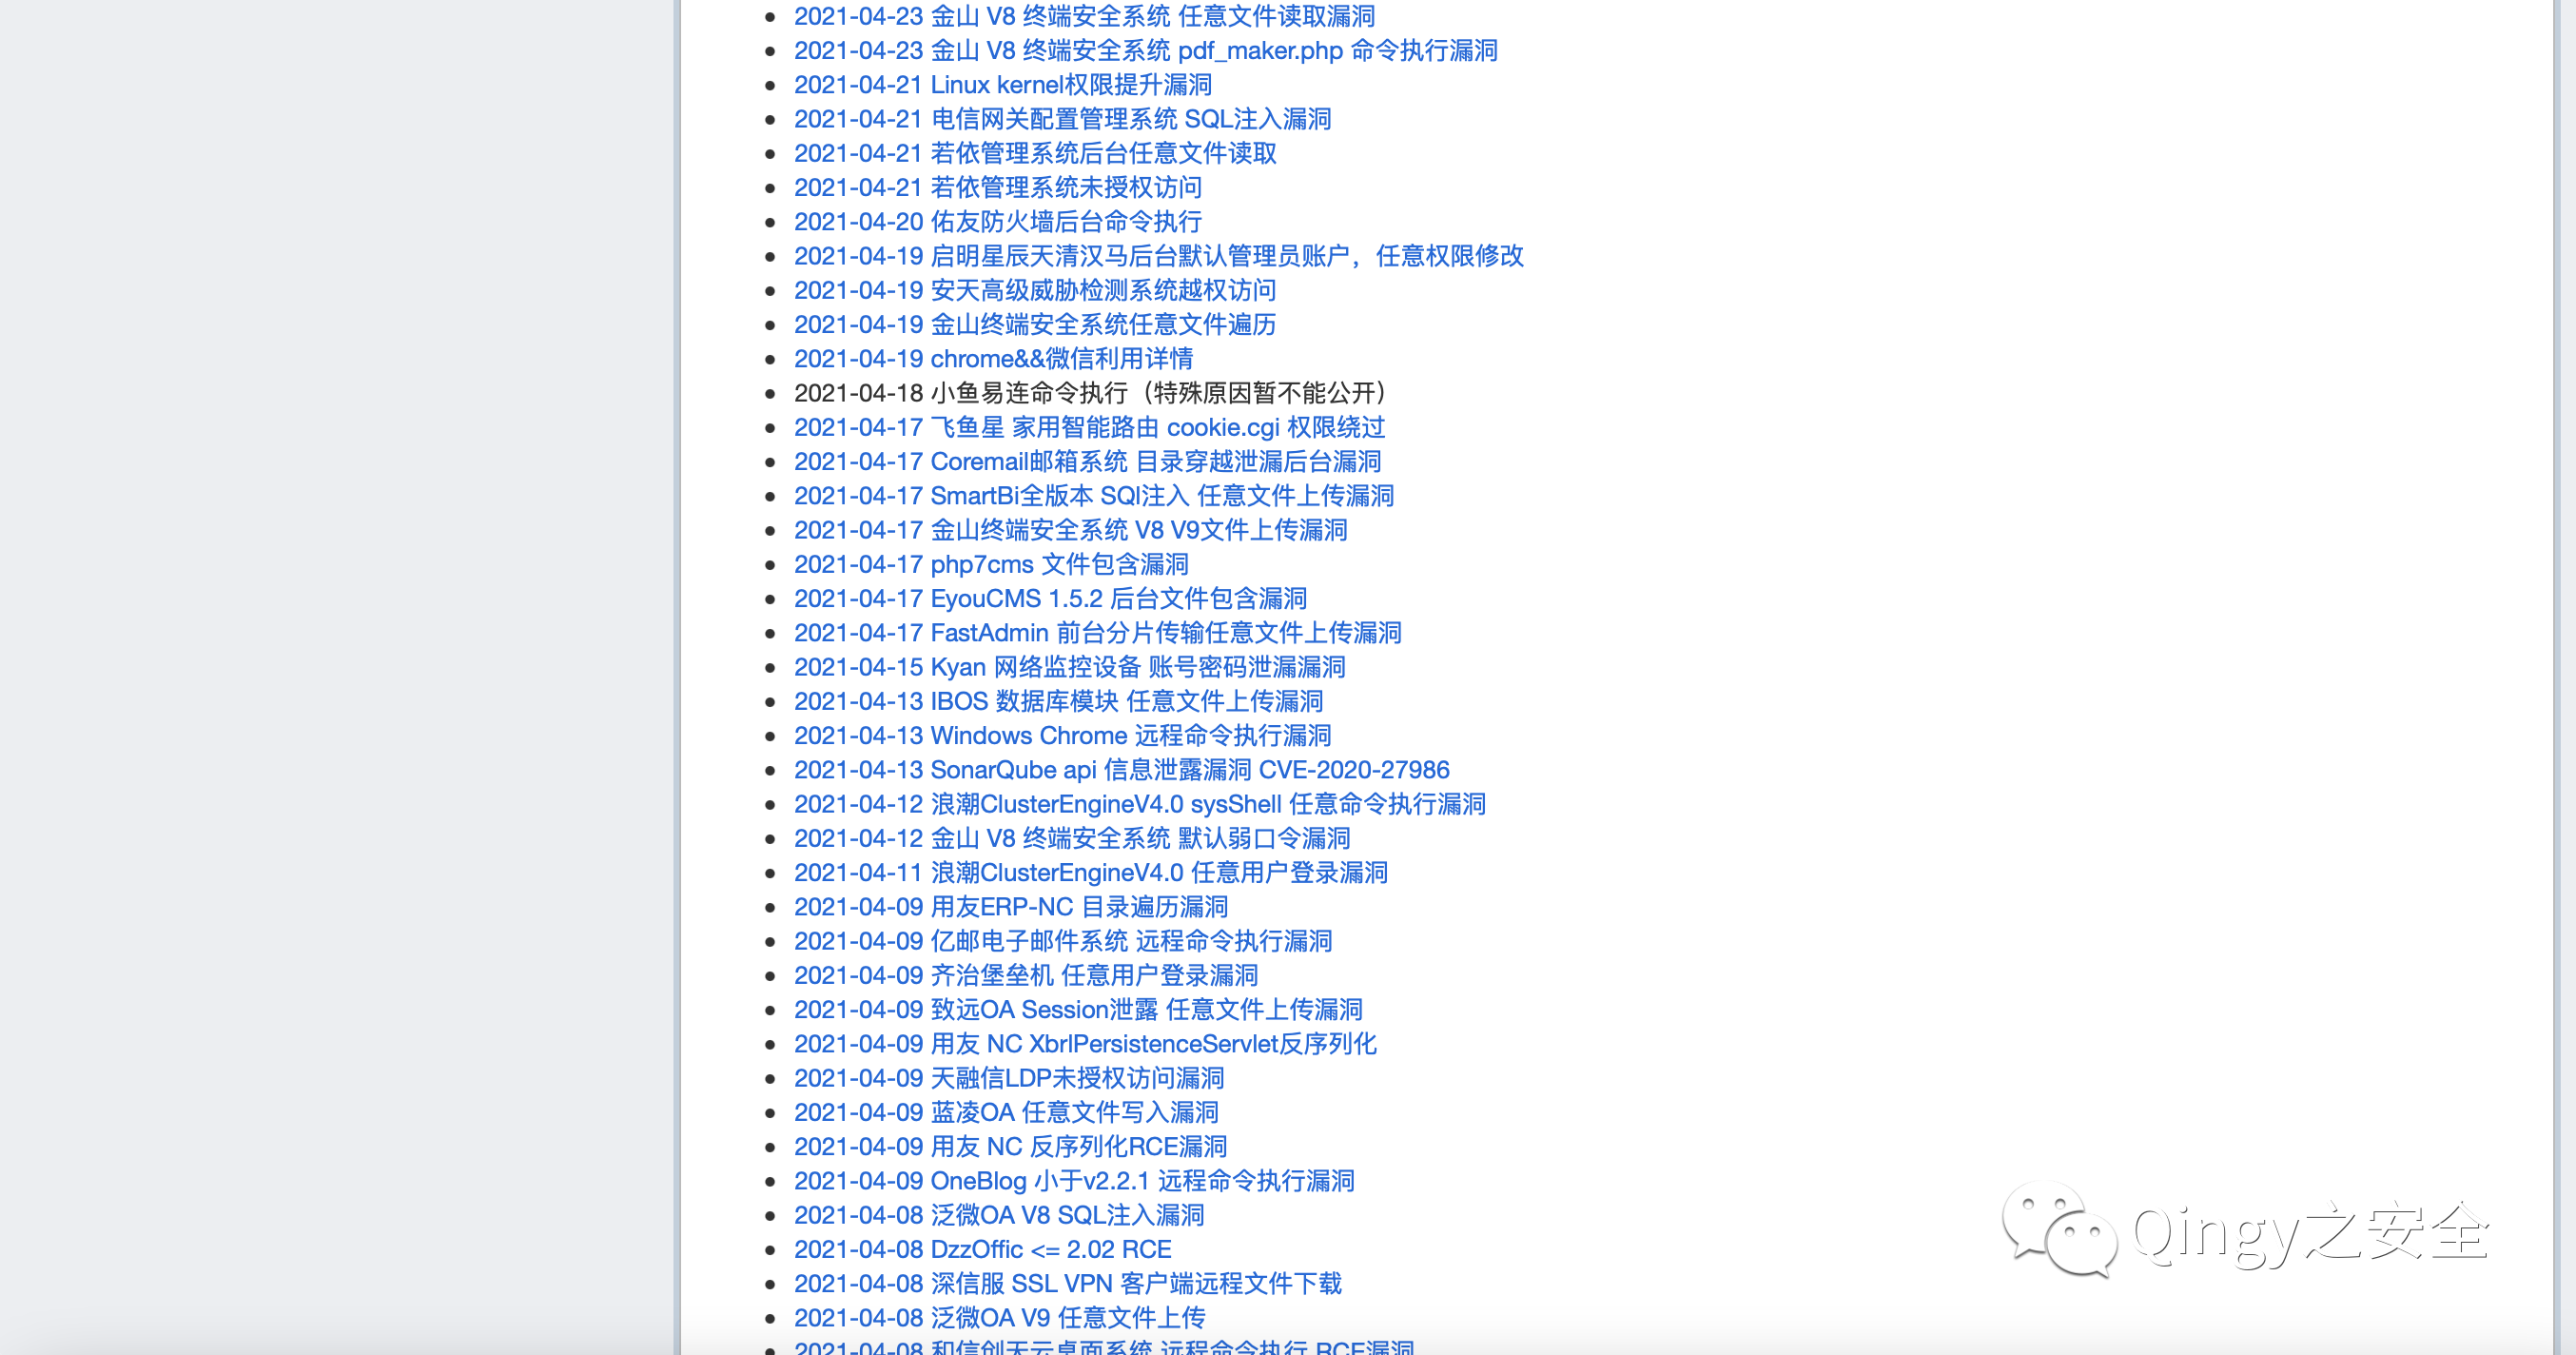 2021-04-23 金山 V8 终端安全系统 任意文件读取漏洞
2021-04-23 金山 V8 终端安全系统 pdf_maker.php 命令执行漏洞
2021-04-21 Linux kernel权限提升漏洞
2021-04-21 电信网关配置管理系统 SQL注入漏洞
2021-04-21 若依管理系统后台任意文件读取
2021-04-21 若依管理系统未授权访问
2021-04-20 佑友防火墙后台命令执行
2021-04-19 启明星辰天清汉马后台默认管理员账户，任意权限修改
2021-04-19 安天高级威胁检测系统越权访问
2021-04-19 金山终端安全系统任意文件遍历
2021-04-19 chrome&&微信利用详情
2021-04-18 小鱼易连命令执行（特殊原因暂不能公开）
2021-04-17 飞鱼星 家用智能路由 cookie.cgi 权限绕过
2021-04-17 Coremail邮箱系统 目录穿越泄漏后台漏洞
2021-04-17 SmartBi全版本 SQl注入 任意文件上传漏洞
2021-04-17 金山终端安全系统 V8 V9文件上传漏洞
2021-04-17 php7cms 文件包含漏洞
2021-04-17 EyouCMS 1.5.2 后台文件包含漏洞
2021-04-17 FastAdmin 前台分片传输任意文件上传漏洞
2021-04-15 Kyan 网络监控设备 账号密码泄漏漏洞
2021-04-13 IBOS 数据库模块 任意文件上传漏洞
2021-04-13 Windows Chrome 远程命令执行漏洞
2021-04-13 SonarQube api 信息泄露漏洞 CVE-2020-27986
2021-04-12 浪潮ClusterEngineV4.0 sysShell 任意命令执行漏洞
2021-04-12 金山 V8 终端安全系统 默认弱口令漏洞
2021-04-11 浪潮ClusterEngineV4.0 任意用户登录漏洞
2021-04-09 用友ERP-NC 目录遍历漏洞
2021-04-09 亿邮电子邮件系统 远程命令执行漏洞
2021-04-09 齐治堡垒机 任意用户登录漏洞
2021-04-09 致远OA Session泄露 任意文件上传漏洞
2021-04-09 用友 NC XbrlPersistenceServlet反序列化
2021-04-09 天融信LDP未授权访问漏洞
2021-04-09 蓝凌OA 任意文件写入漏洞
2021-04-09 用友 NC 反序列化RCE漏洞
2021-04-09 OneBlog 小于v2.2.1 远程命令执行漏洞
2021-04-08 泛微OA V8 SQL注入漏洞
2021-04-08 DzzOffic <= 2.02 RCE
2021-04-08 深信服 SSL VPN 客户端远程文件下载
2021-04-08 泛微OA V9 任意文件上传
2021-04-08 和信创天云桌面系统 远程命令执行 RCE漏洞
Qingy之安全